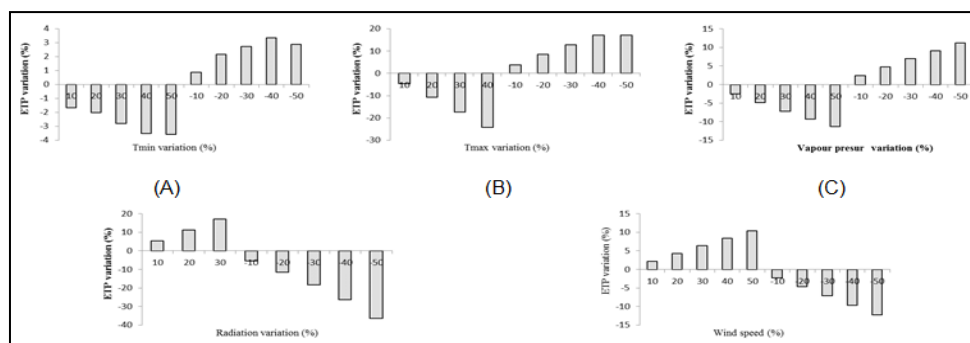 4
3
2
1
0
-1
-2
-3
-4
ETP variation (%)
10 20 30 40 50 -10 -20 -30 -40 -50
Tmin variation (%)
20
10
0
-10
-20
-30
ETP variation (%)
10 20 30 40 -10 -20 -30 -40 -50
Tmax variation (%)
15
10
5
0
-5
-10
-15
ETP variation (%)
10 20 30 40 50 -10 -20 -30 -40 -50
Vapour presur variation (%)
(A)
(B)
(C)
20
10
0
-10
-20
-30
-40
ETP variation (%)
10 20 30 -10 -20 -30 -40 -50
Radiation variation (%)
15
10
5
0
-5
-10
-15
ETP variation (%)
10 20 30 40 50 -10 -20 -30 -40 -50
Wind speed (%)